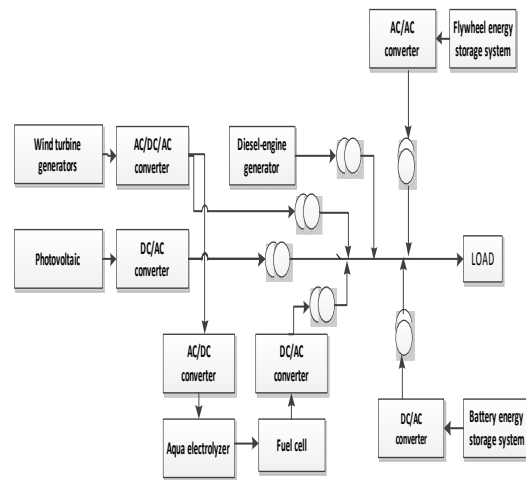 AC/AC
converter
Flywheel energy
storage system
Wind turbine
generators
AC/DC/AC
converter
Diesel-engine
generator
Photovoltaic
DC/AC
converter
LOAD
AC/DC
converter
DC/AC
converter
Aqua electrolyzer
Fuel cell
DC/AC
converter
Battery energy
storage system